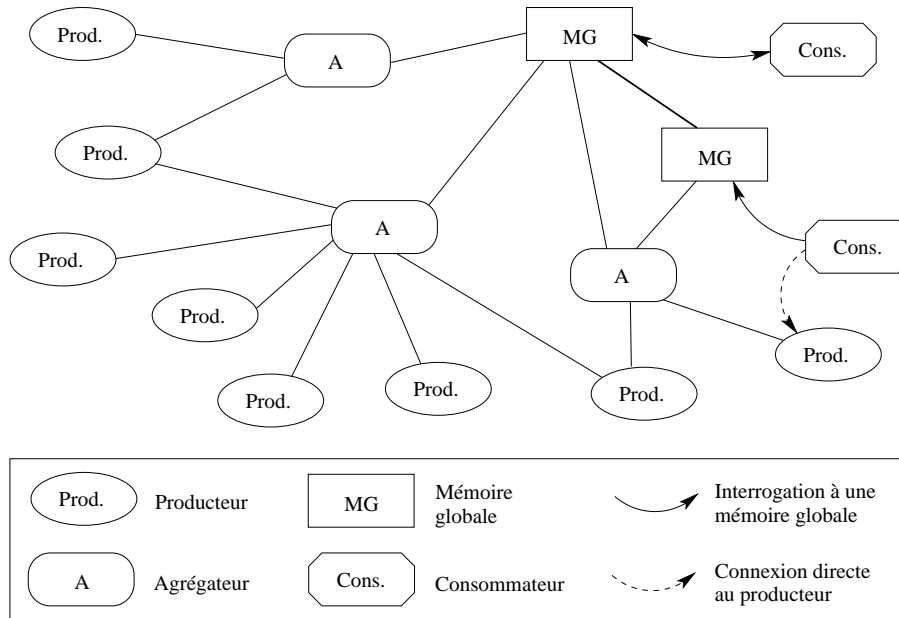 Prod.
MG
Cons.
A
Prod.
MG
A
Cons.
Prod.
A
Prod.
Prod.
Prod.
Prod.
Prod.
Prod. Producteur
MG Mémoire
globale
Interrogation à une
mémoire globale
A Agrégateur
Cons. Consommateur
Connexion directe
au producteur